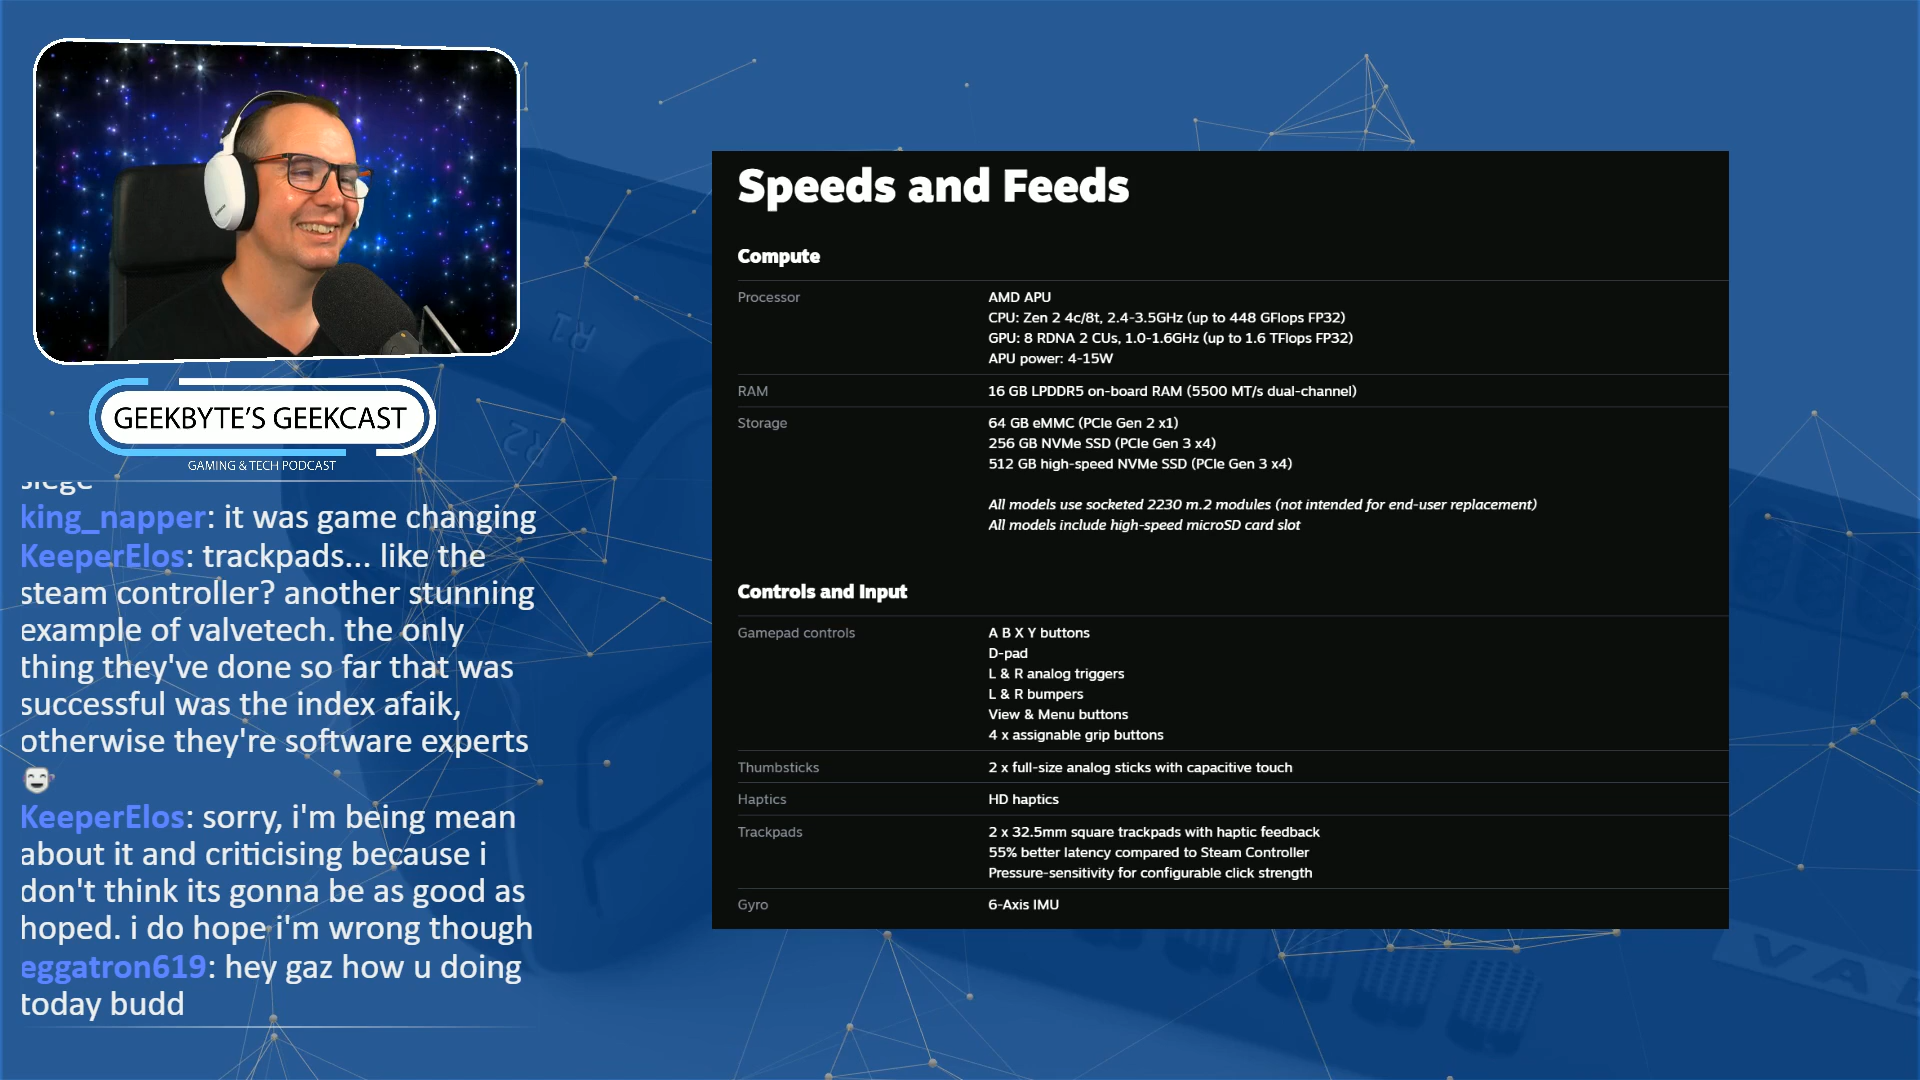 GEEKBYTE'S GEEKCAST
GAMING & TECH PODCAST
siege
king_napper: it was game changing
KeeperElos: trackpads... like the
steam controller? another stunning
example of valvetech. the only
thing they've done so far that was
successful was the index afaik,
otherwise they're software experts
KeeperElos: sorry, i'm being mean
about it and criticising because i
don't think its gonna be as good as
hoped. i do hope i'm wrong though
eggatron619: hey gaz how u doing
today budd
Speeds and Feeds
Compute
Processor
AMD APU
CPU: Zen 2 4c/8t, 2.4-3.5GHz (up to 448 GFlops FP32)
GPU: 8 RDNA 2 CUs, 1.0-1.6GHz (up to 1.6 TFlops FP32)
APU power: 4-15W
RAM
16 GB LPDDR5 on-board RAM (5500 MT/s dual-channel)
Storage
64 GB eMMC (PCIe Gen 2 x1)
256 GB NVMe SSD (PCIe Gen 3 x4)
512 GB high-speed NVMe SSD (PCIe Gen 3 x4)
All models use socketed 2230 m.2 modules (not intended for end-user replacement)
All models include high-speed microSD card slot
Controls and Input
Gamepad controls
A B X Y buttons
D-pad
L & R analog triggers
L & R bumpers
View & Menu buttons
4 x assignable grip buttons
Thumbsticks
2 x full-size analog sticks with capacitive touch
Haptics
HD haptics
Trackpads
2 x 32.5mm square trackpads with haptic feedback
55% better latency compared to Steam Controller
Pressure-sensitivity for configurable click strength
Gyro
6-Axis IMU
R1
R2